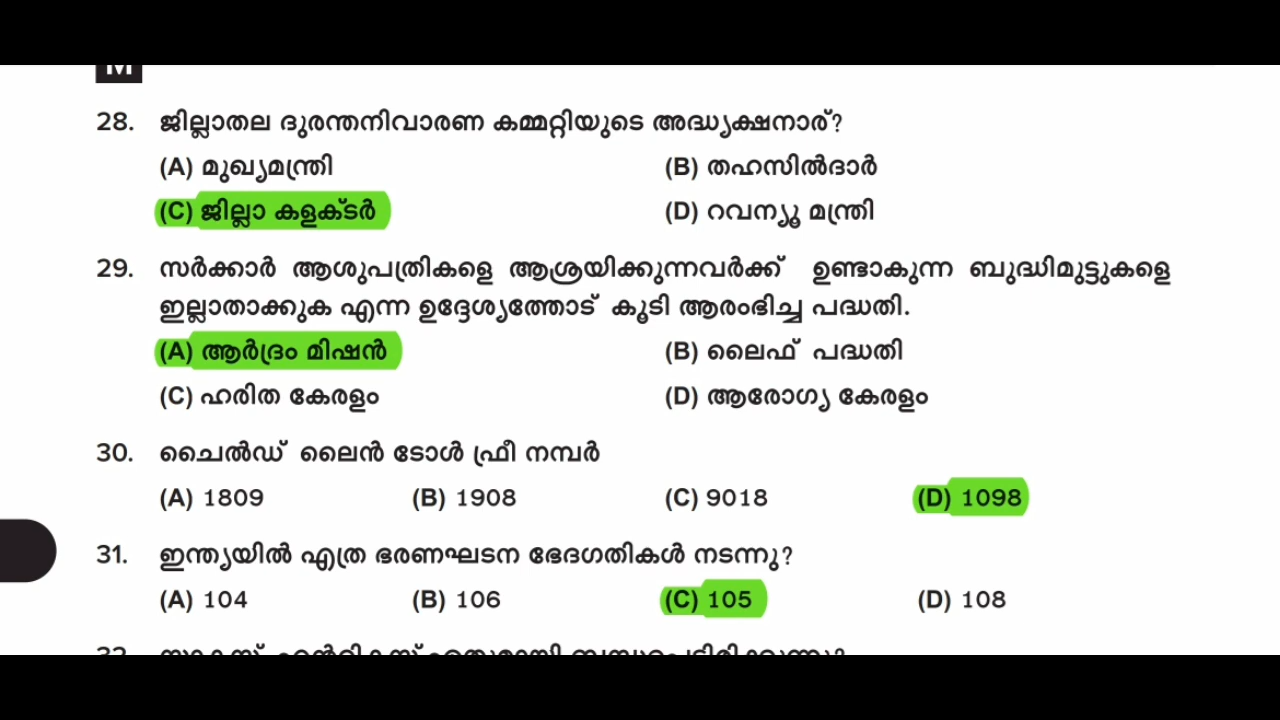 M
28. ജില്ലാതല ദുരന്തനിവാരണ കമ്മറ്റിയുടെ അദ്ധ്യക്ഷനാര്?
(A) മുഖ്യമന്ത്രി (B) തഹസിൽദാർ
(C) ജില്ലാ കളക്ടർ (D) റവന്യൂ മന്ത്രി
29. സർക്കാർ ആശുപത്രികളെ ആശ്രയിക്കുന്നവർക്ക് ഉണ്ടാകുന്ന ബുദ്ധിമുട്ടുകളെ
ഇല്ലാതാക്കുക എന്ന ഉദ്ദേശ്യത്തോട് കൂടി ആരംഭിച്ച പദ്ധതി.
(A) ആർദ്രം മിഷൻ (B) ലൈഫ് പദ്ധതി
(C) ഹരിത കേരളം (D) ആരോഗ്യ കേരളം
30. ചൈൽഡ് ലൈൻ ടോൾ ഫ്രീ നമ്പർ
(A) 1809 (B) 1908 (C) 9018 (D) 1098
31. ഇന്ത്യയിൽ എത്ര ഭരണഘടന ഭേദഗതികൾ നടന്നു?
(A) 104 (B) 106 (C) 105 (D) 108